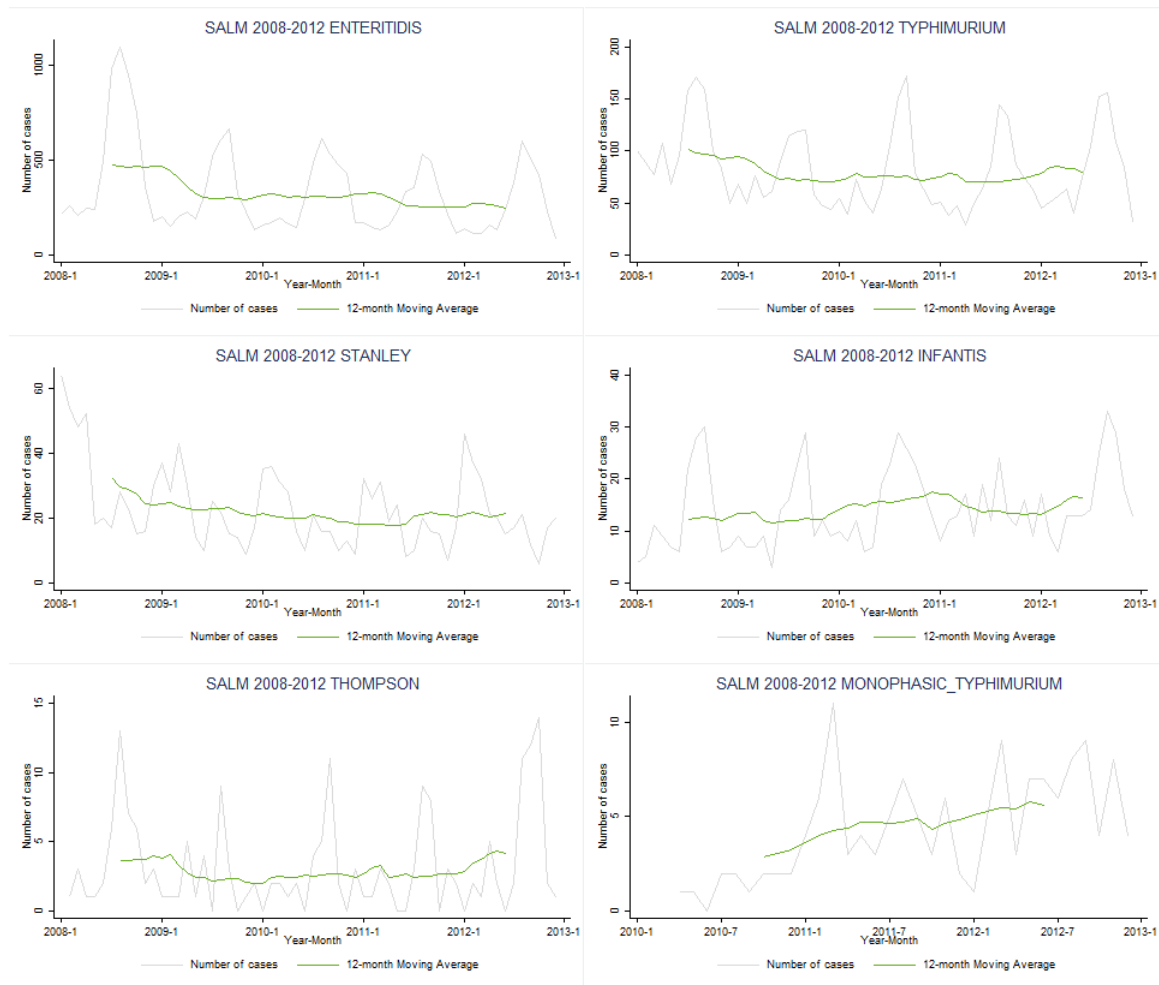 SALM 2008-2012 ENTERITIDIS
Number of cases
1000
500
0
2008-1 2009-1 2010-1 2011-1 2012-1 2013-1
Year-Month
Number of cases 12-month Moving Average
SALM 2008-2012 TYPHIMURIUM
Number of cases
200
150
100
50
0
2008-1 2009-1 2010-1 2011-1 2012-1 2013-1
Year-Month
Number of cases 12-month Moving Average
SALM 2008-2012 STANLEY
Number of cases
60
40
20
0
2008-1 2009-1 2010-1 2011-1 2012-1 2013-1
Year-Month
Number of cases 12-month Moving Average
SALM 2008-2012 INFANTIS
Number of cases
40
30
20
10
0
2008-1 2009-1 2010-1 2011-1 2012-1 2013-1
Year-Month
Number of cases 12-month Moving Average
SALM 2008-2012 THOMPSON
Number of cases
15
10
5
0
2008-1 2009-1 2010-1 2011-1 2012-1 2013-1
Year-Month
Number of cases 12-month Moving Average
SALM 2008-2012 MONOPHASIC_TYPHIMURIUM
Number of cases
10
5
0
2010-1 2010-7 2011-1 2011-7 2012-1 2012-7 2013-1
Year-Month
Number of cases 12-month Moving Average